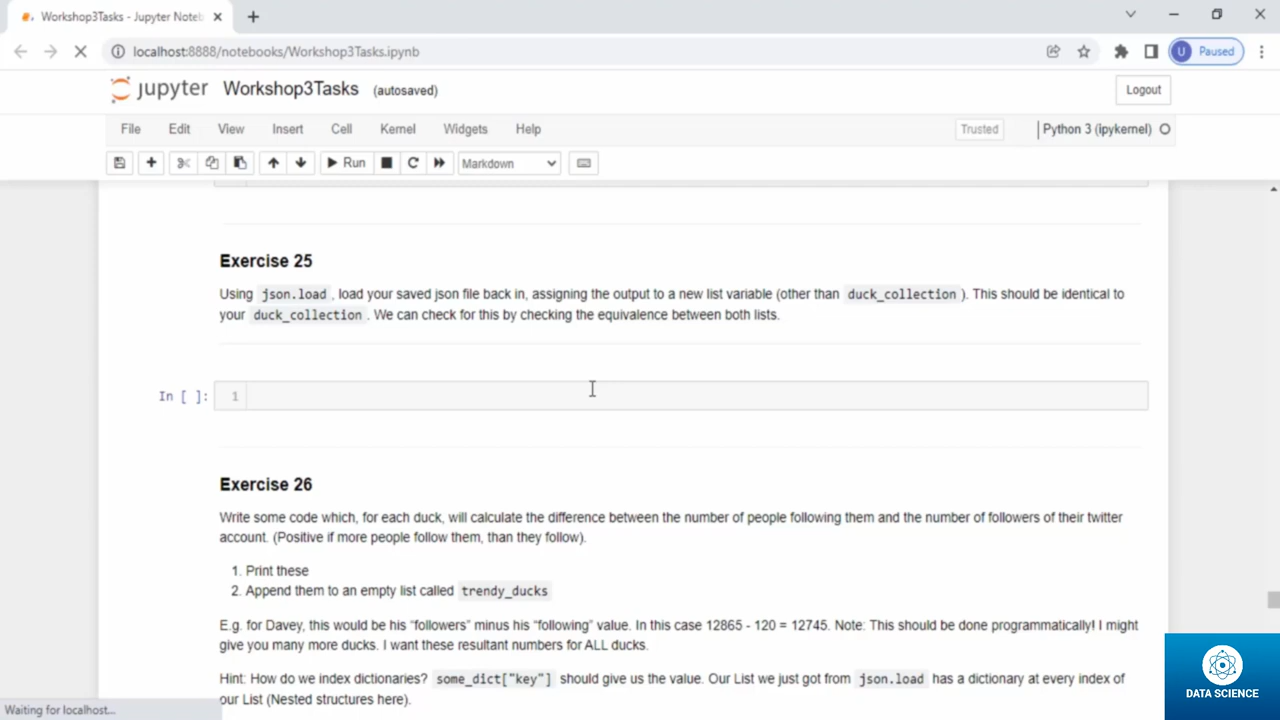 Workshop3Tasks - Jupyter Noteb
localhost:8888/notebooks/Workshop3Tasks.ipynb
U Paused
jupyter Workshop3Tasks (autosaved)
Logout
File Edit View Insert Cell Kernel Widgets Help
Trusted
Python 3 (ipykernel)
Run
Markdown
Exercise 25
Using json.load , load your saved json file back in, assigning the output to a new list variable (other than duck_collection ). This should be identical to
your duck_collection . We can check for this by checking the equivalence between both lists.
In [ ]: 1
Exercise 26
Write some code which, for each duck, will calculate the difference between the number of people following them and the number of followers of their twitter
account. (Positive if more people follow them, than they follow).
1. Print these
2. Append them to an empty list called trendy_ducks
E.g. for Davey, this would be his “followers” minus his “following” value. In this case 12865 - 120 = 12745. Note: This should be done programmatically! I might
give you many more ducks. I want these resultant numbers for ALL ducks.
Hint: How do we index dictionaries? some_dict["key"] should give us the value. Our List we just got from json.load has a dictionary at every index of
our List (Nested structures here).
Waiting for localhost...
DATA SCIENCE